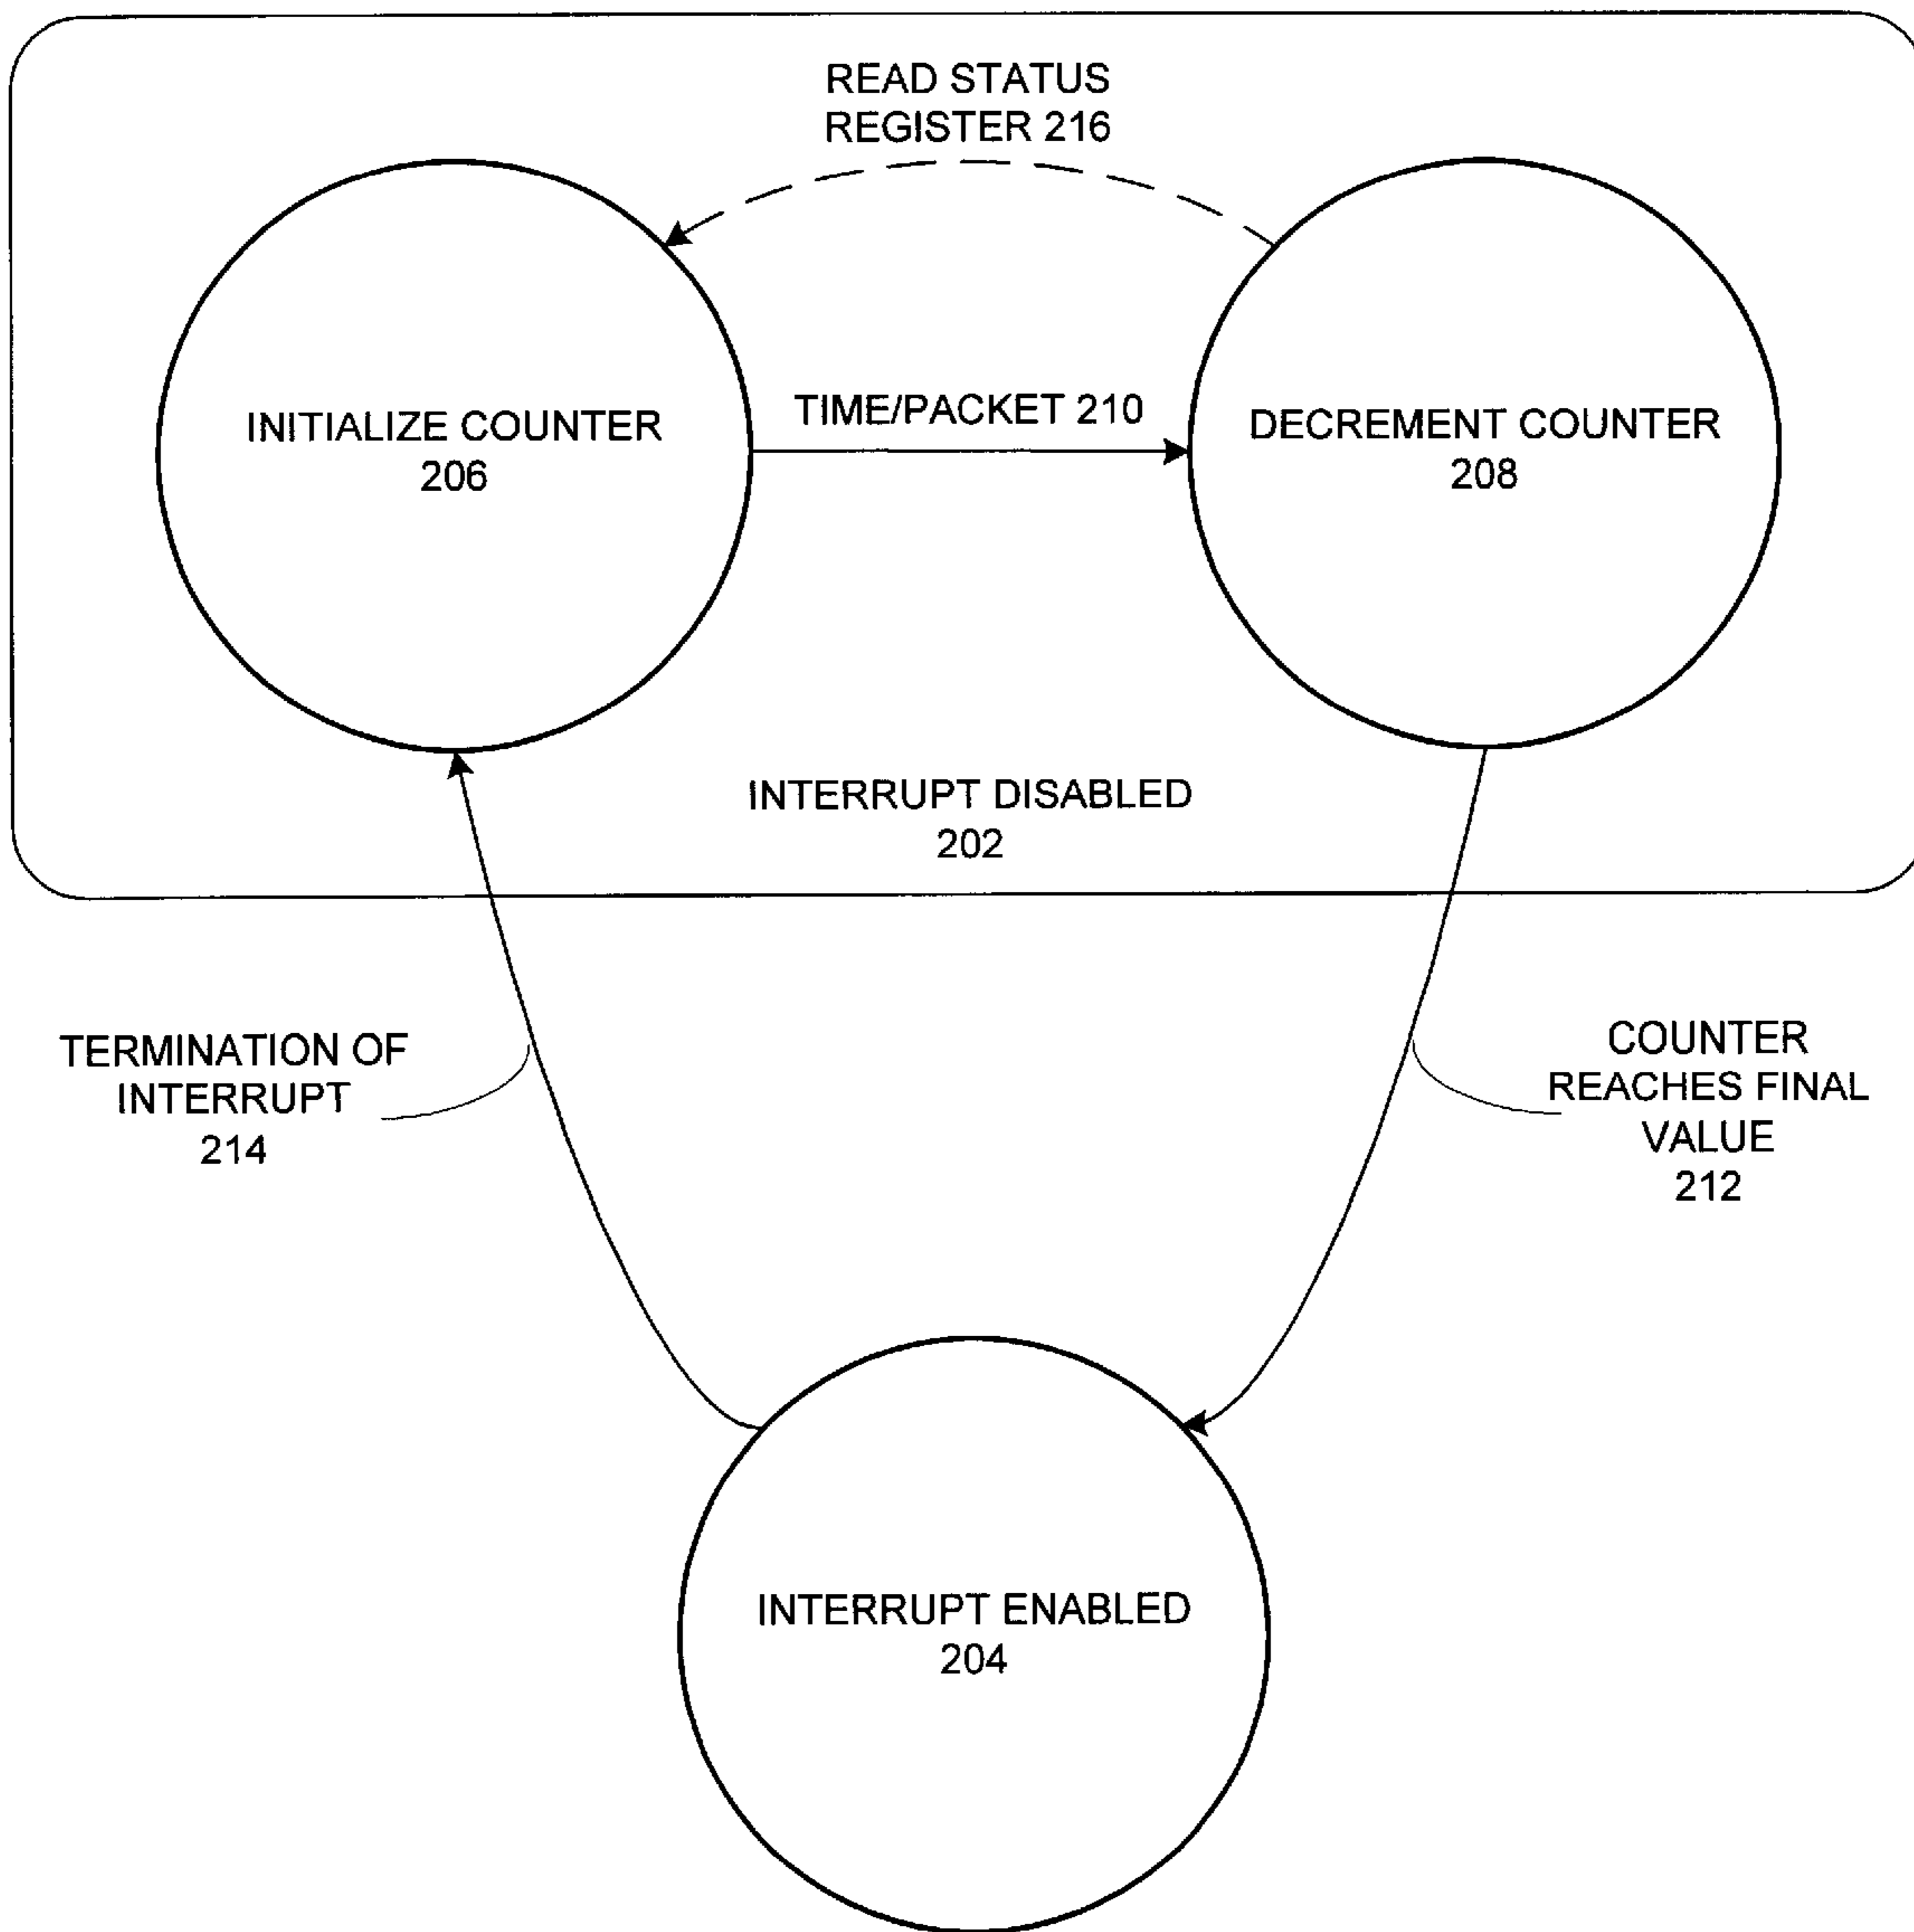 READ STATUS
REGISTER 216
INITIALIZE COUNTER
206
TIME/PACKET 210
DECREMENT COUNTER
208
INTERRUPT DISABLED
202
TERMINATION OF
INTERRUPT
214
COUNTER
REACHES FINAL
VALUE
212
INTERRUPT ENABLED
204